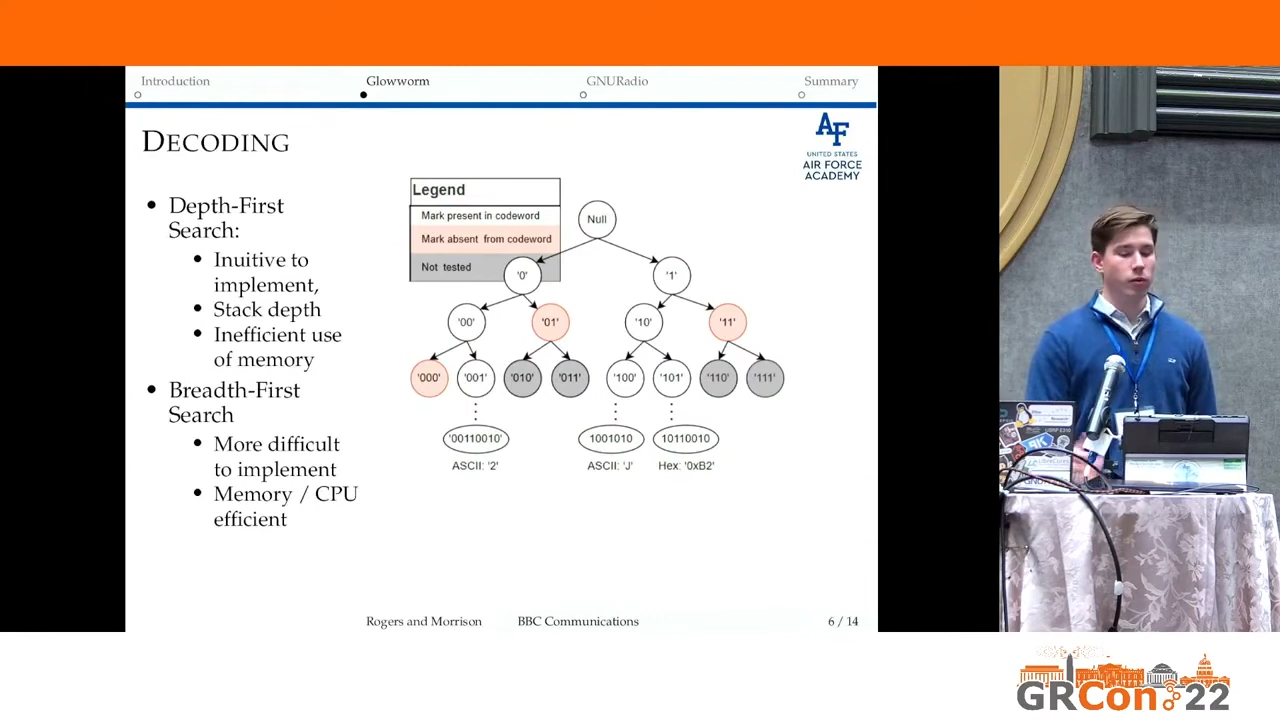 Introduction
Glowworm
GNURadio
Summary
DECODING
AF
UNITED STATES
AIR FORCE
ACADEMY
• Depth-First
Search:
• Inuitive to
implement,
• Stack depth
• Inefficient use
of memory
• Breadth-First
Search
• More difficult
to implement
• Memory / CPU
efficient
Legend
Mark present in codeword
Mark absent from codeword
Not tested
Null
'0'
'1'
'00'
'01'
'10'
'11'
'000'
'001'
'010'
'011'
'100'
'101'
'110'
'111'
'00110010'
1001010
10110010
ASCII: '2'
ASCII: 'J'
Hex: '0xB2'
Rogers and Morrison
BBC Communications
6 / 14
GRCon 22